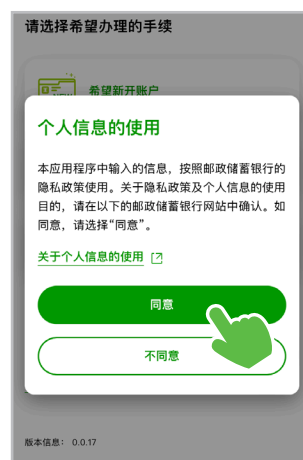 请选择希望办理的手续
希望新开账户
个人信息的使用
本应用程序中输入的信息，按照邮政储蓄银行的
隐私政策使用。关于隐私政策及个人信息的使用
目的，请在以下的邮政储蓄银行网站中确认。如
同意，请选择“同意”。
关于个人信息的使用
同意
不同意
版本信息： 0.0.17